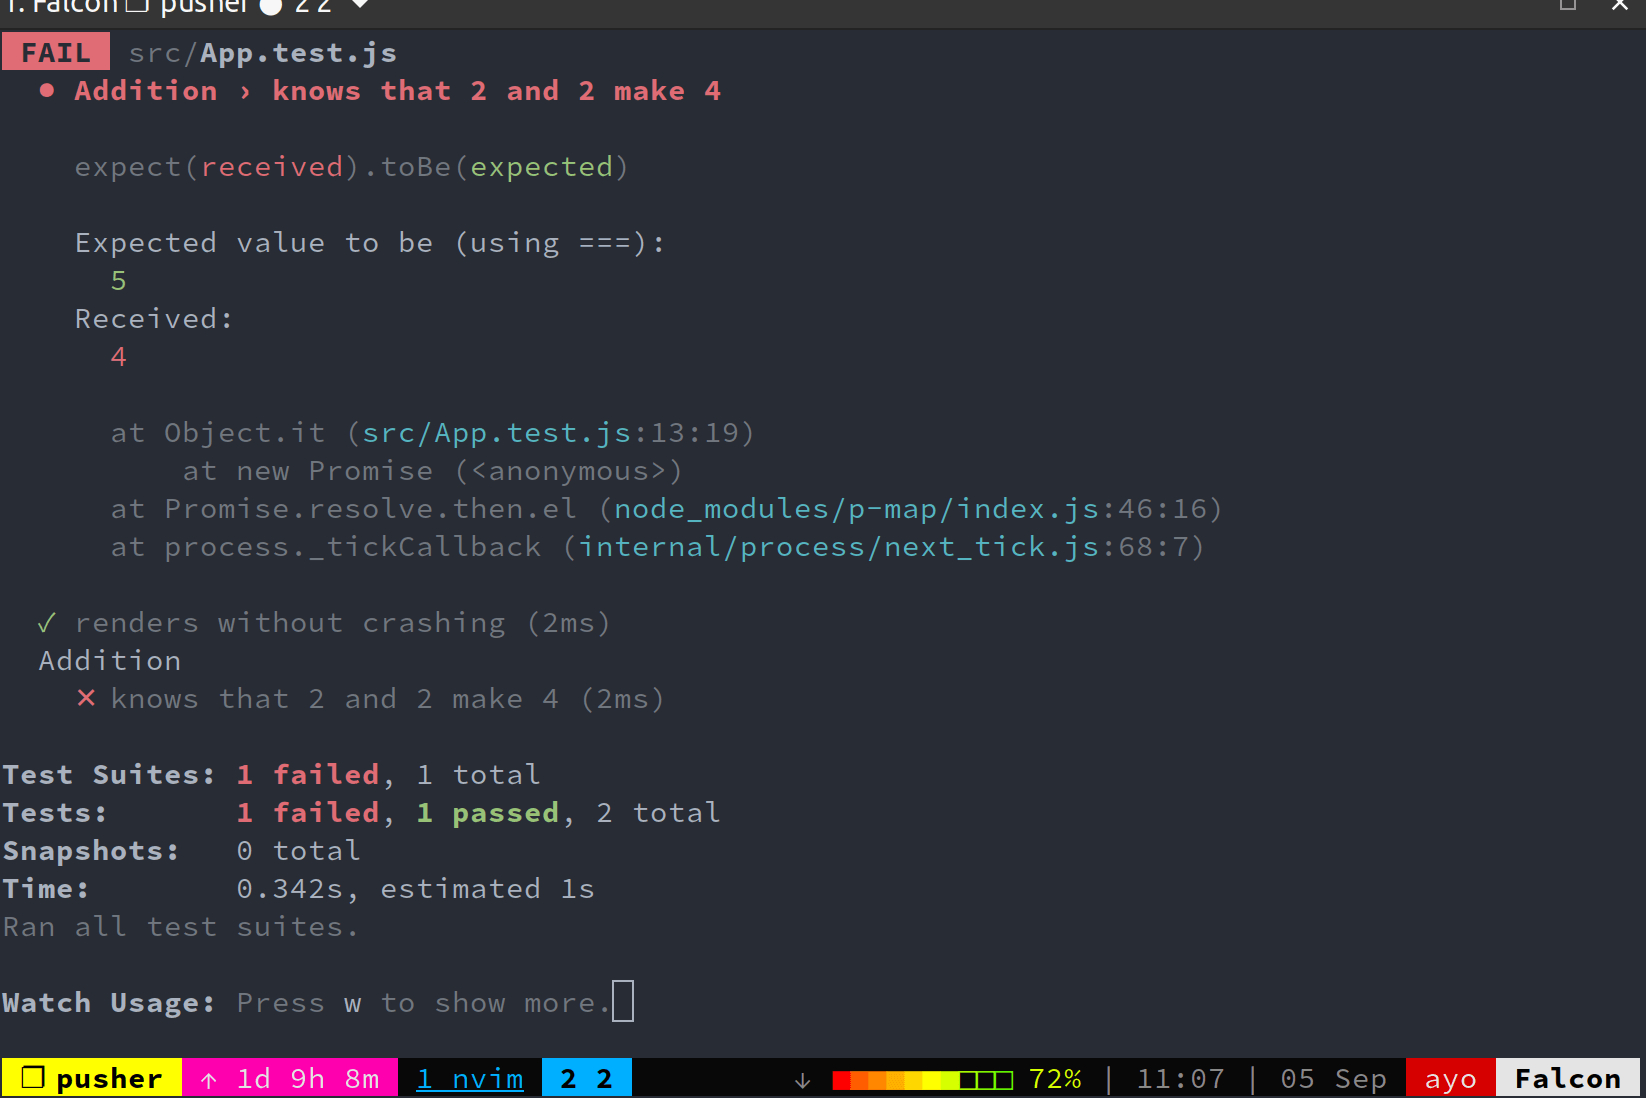 1. Falcon ❐ pusher ● 2 2
FAIL src/App.test.js
● Addition › knows that 2 and 2 make 4
expect(received).toBe(expected)
Expected value to be (using ===):
5
Received:
4
at Object.it (src/App.test.js:13:19)
at new Promise (<anonymous>)
at Promise.resolve.then.el (node_modules/p-map/index.js:46:16)
at process._tickCallback (internal/process/next_tick.js:68:7)
✓ renders without crashing (2ms)
Addition
✕ knows that 2 and 2 make 4 (2ms)
Test Suites: 1 failed, 1 total
Tests: 1 failed, 1 passed, 2 total
Snapshots: 0 total
Time: 0.342s, estimated 1s
Ran all test suites.
Watch Usage: Press w to show more.
❐ pusher ↑ 1d 9h 8m 1 nvim 2 2 ↓ 72% | 11:07 | 05 Sep ayo Falcon